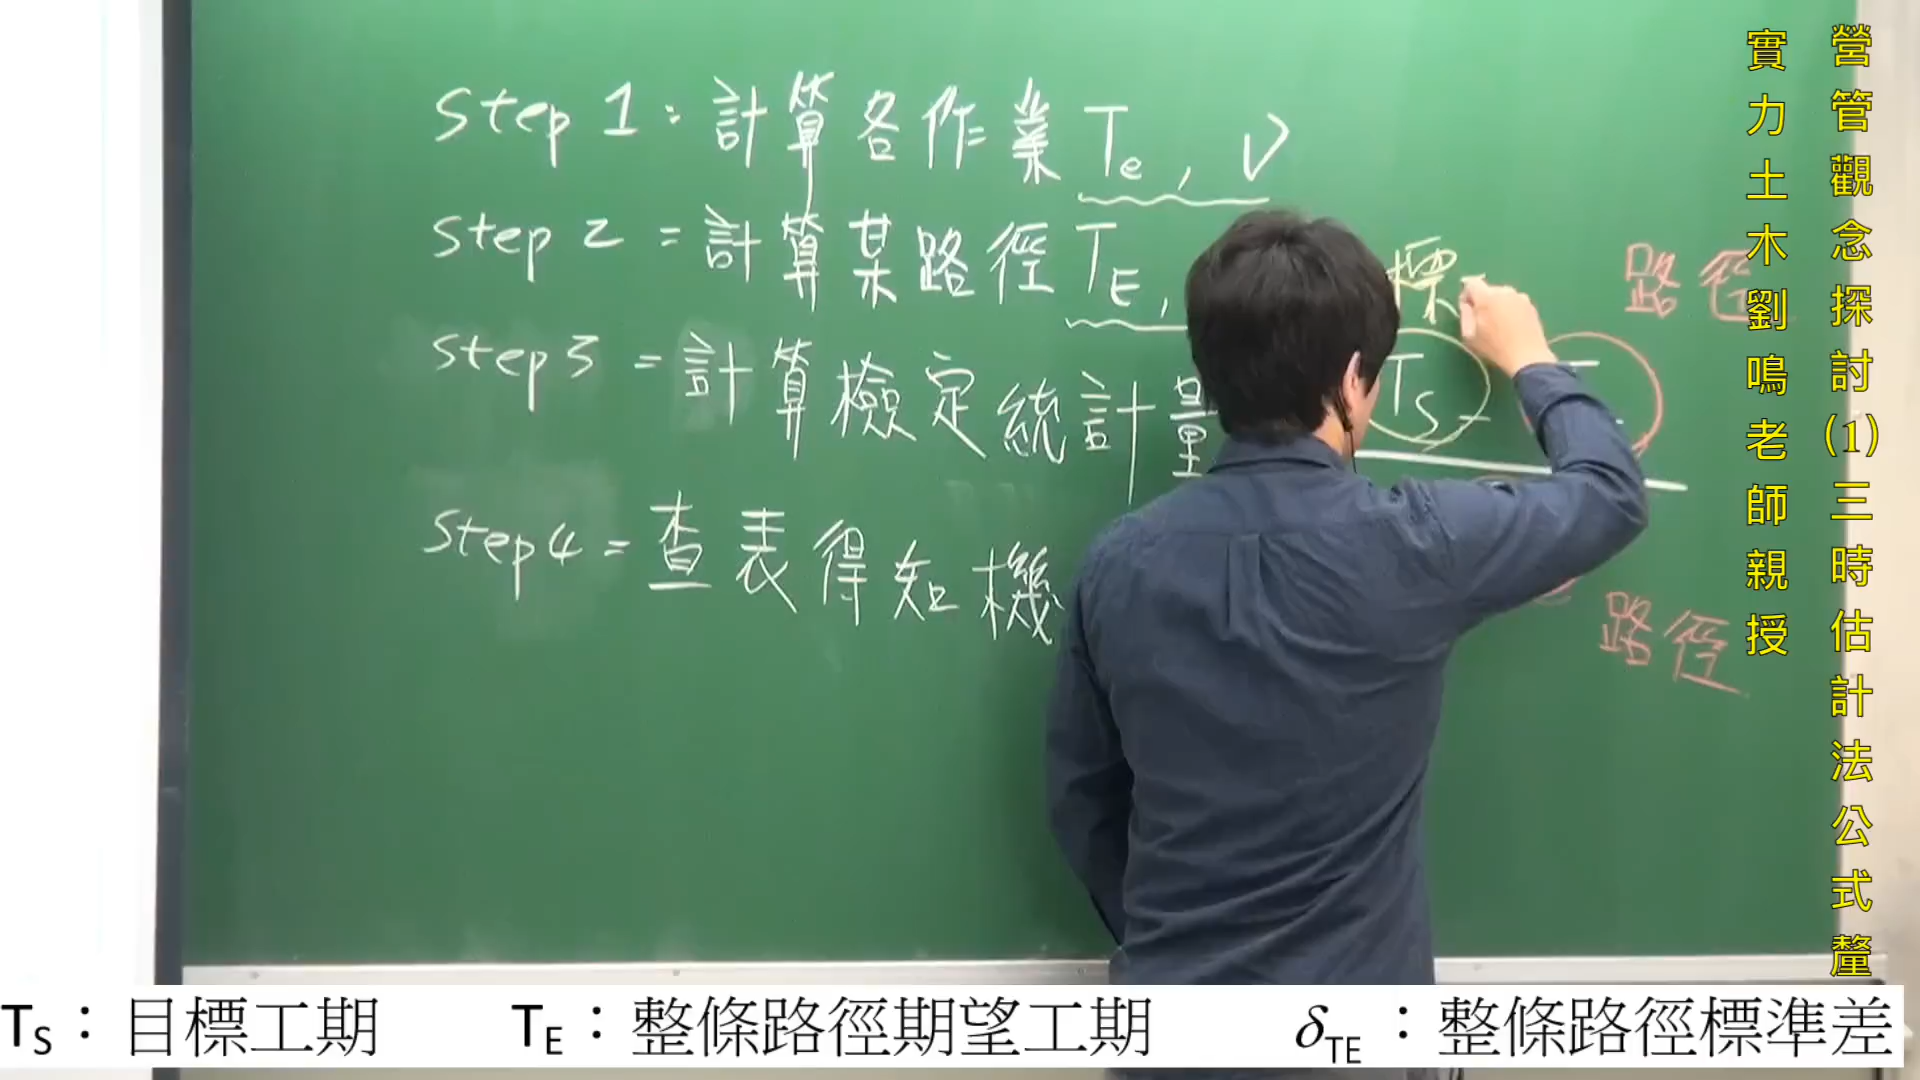 Step 1：計算各作業Te，V
Step 2：計算某路徑TE，
Step 3：計算檢定統計量
Step 4：查表得知機
標
路徑
TS -
路徑
營管觀念探討(1)三時估計法公式釐
實力土木劉鳴老師親授
TS：目標工期　TE：整條路徑期望工期　δTE：整條路徑標準差